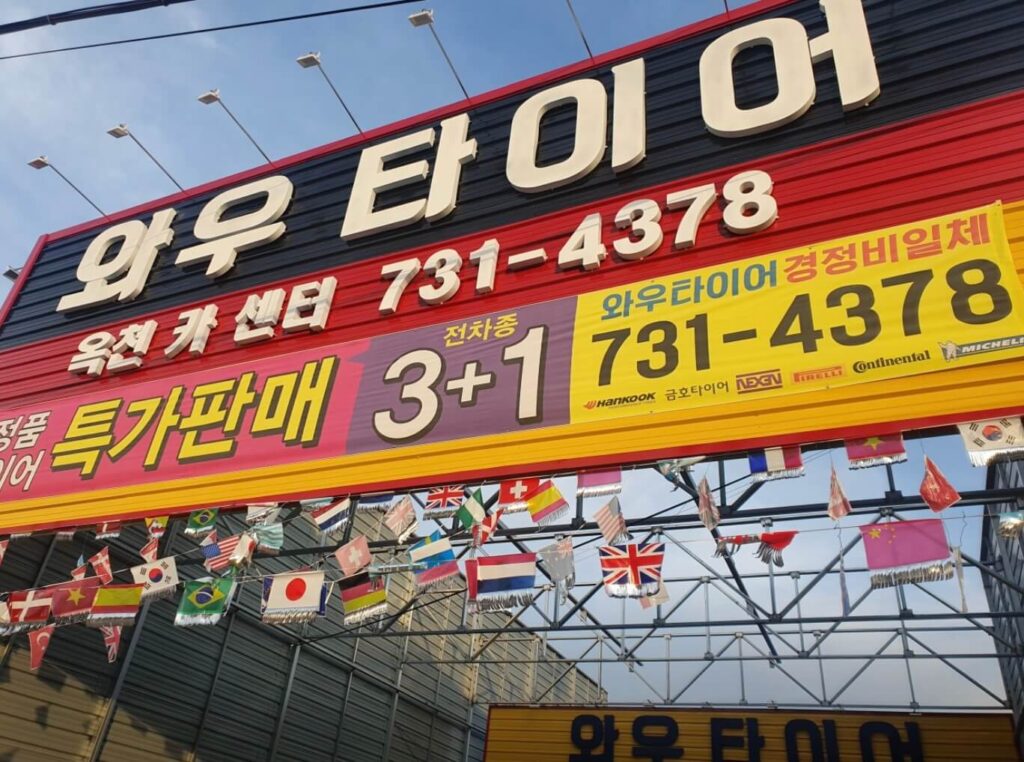 와우타이어
옥천 카 센터 731-4378
정품
이어
특가판매
전차종
3+1
와우타이어경정비일체
731-4378
HANKOOK 금호타이어 NEXEN PIRELLI Continental MICHELI
와우타이어